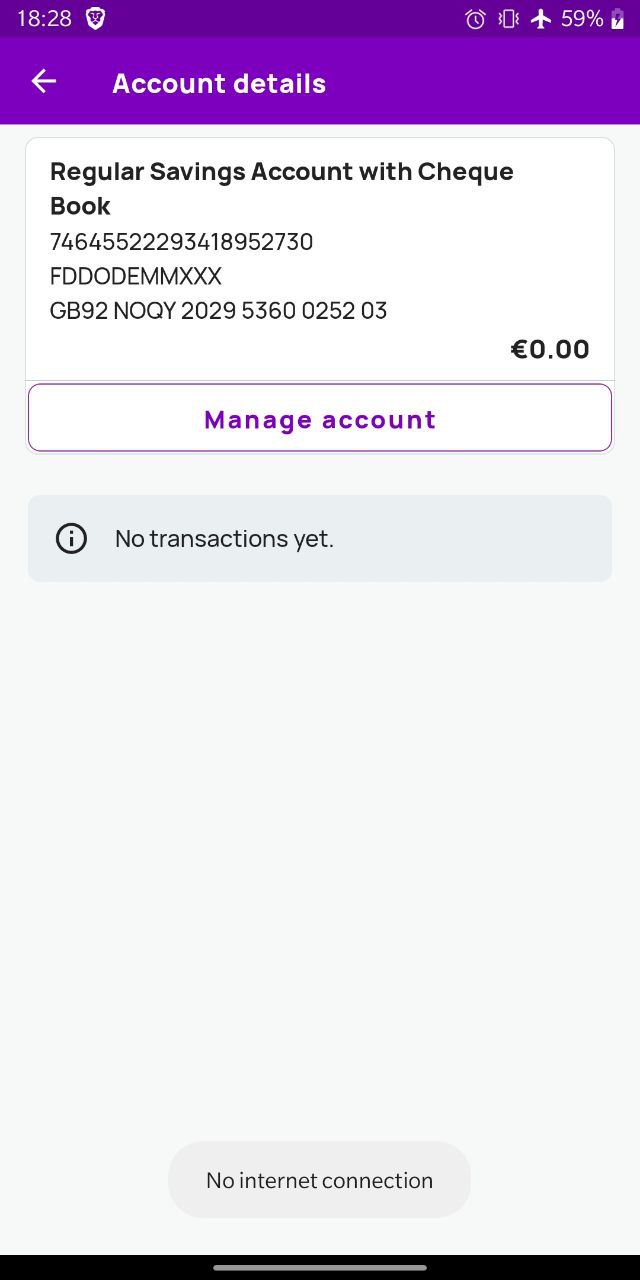 18:28
59%
Account details
Regular Savings Account with Cheque
Book
74645522293418952730
FDDODEMMXXX
GB92 NOQY 2029 5360 0252 03
€0.00
Manage account
No transactions yet.
No internet connection